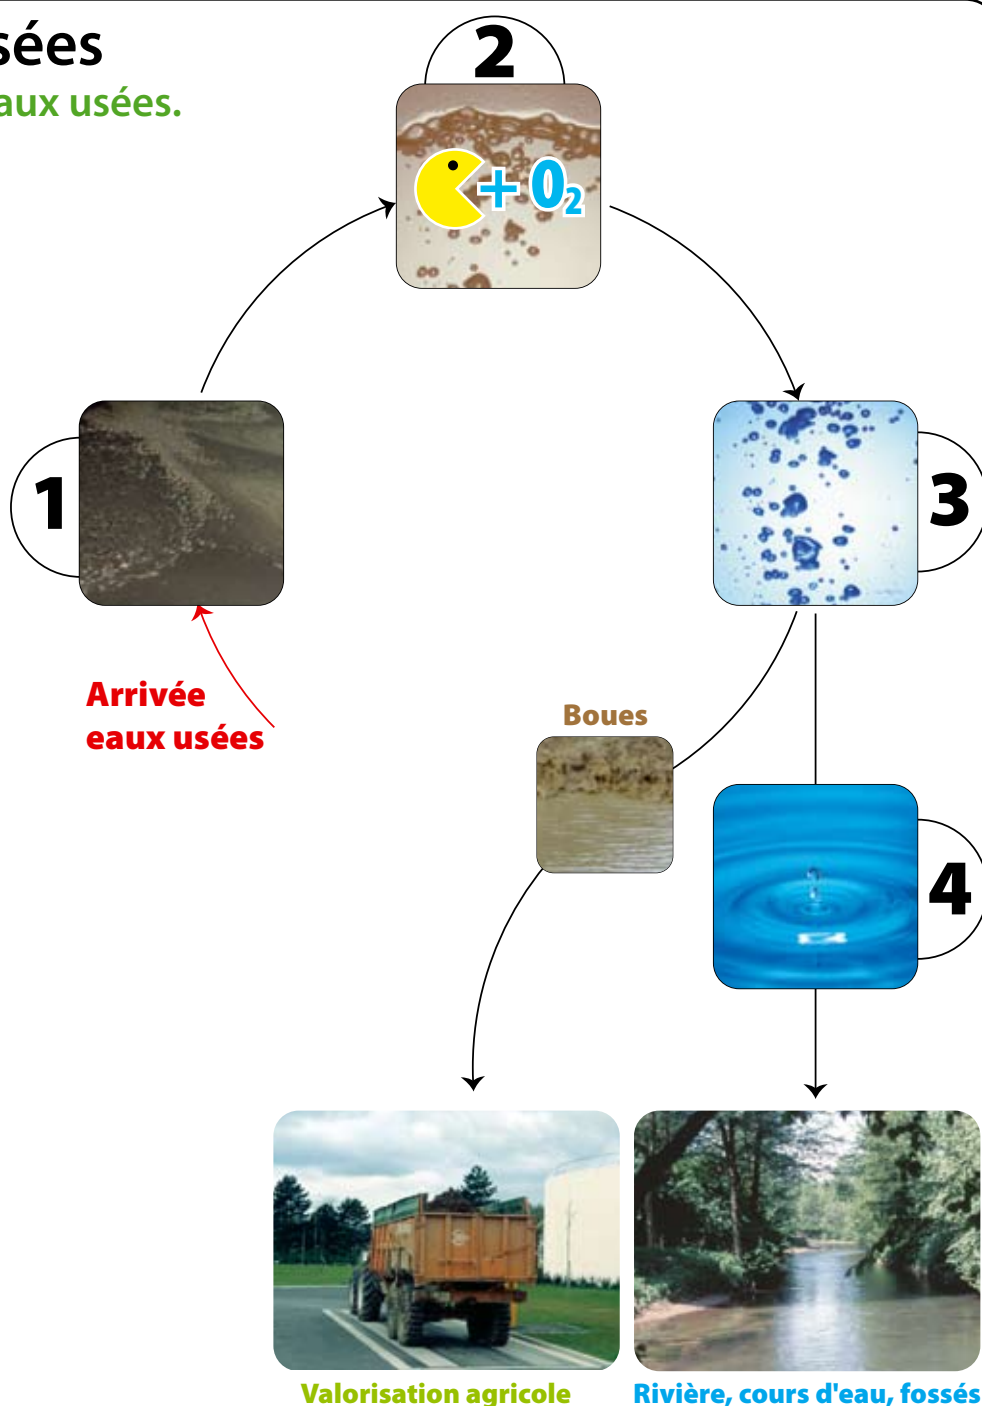 sées
aux usées.
2
+ O2
1
3
Arrivée
eaux usées
Boues
4
Valorisation agricole
Rivière, cours d'eau, fossés